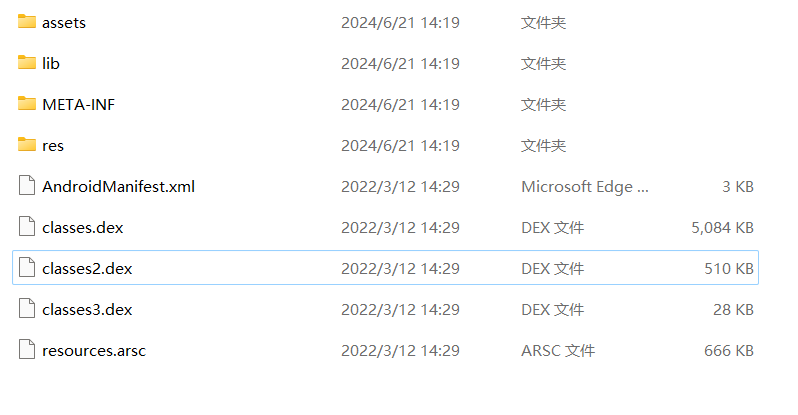 assets 2024/6/21 14:19 文件夹
lib 2024/6/21 14:19 文件夹
META-INF 2024/6/21 14:19 文件夹
res 2024/6/21 14:19 文件夹
AndroidManifest.xml 2022/3/12 14:29 Microsoft Edge ... 3 KB
classes.dex 2022/3/12 14:29 DEX 文件 5,084 KB
classes2.dex 2022/3/12 14:29 DEX 文件 510 KB
classes3.dex 2022/3/12 14:29 DEX 文件 28 KB
resources.arsc 2022/3/12 14:29 ARSC 文件 666 KB